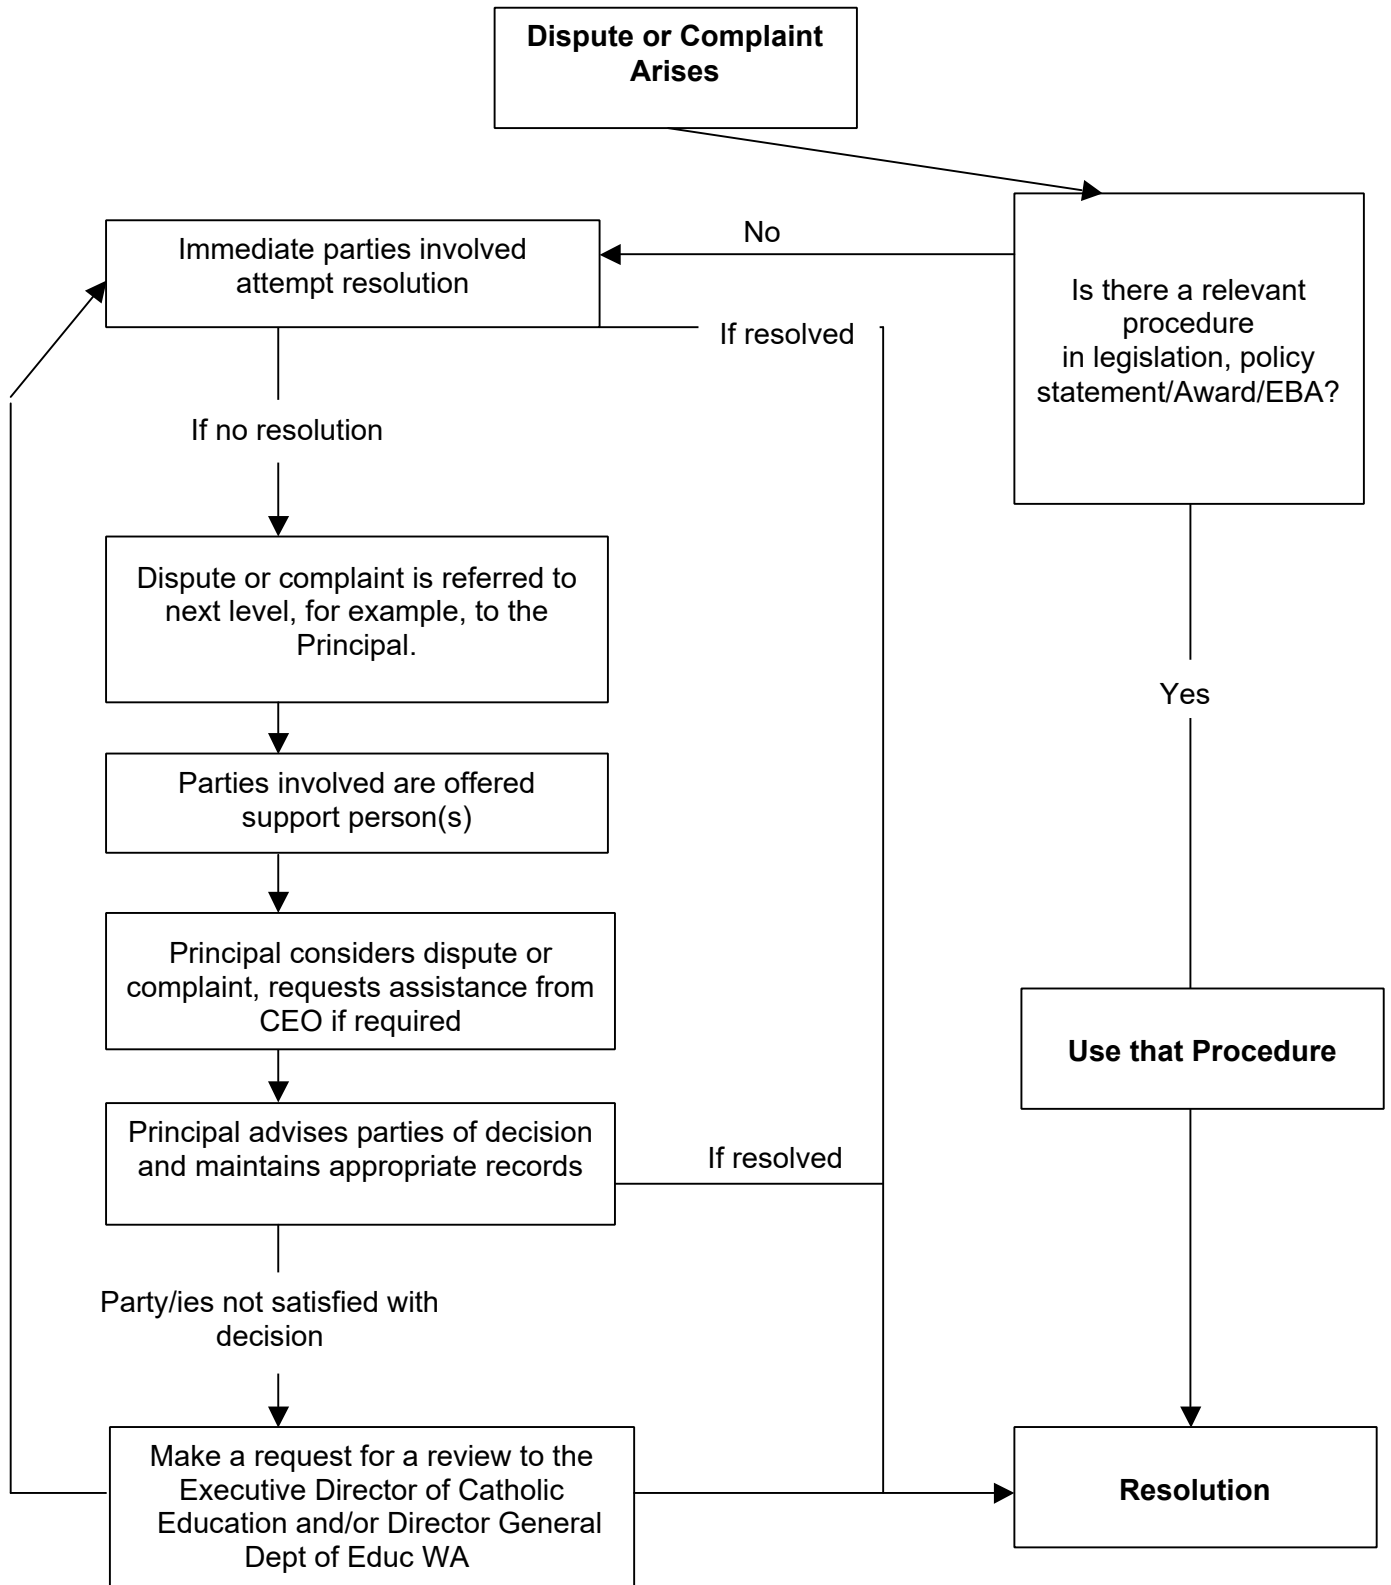 Dispute or Complaint
Arises
No
Immediate parties involved
attempt resolution
Is there a relevant
procedure
in legislation, policy
statement/Award/EBA?
If resolved
If no resolution
Dispute or complaint is referred to
next level, for example, to the
Principal.
Yes
Parties involved are offered
support person(s)
Principal considers dispute or
complaint, requests assistance from
CEO if required
Use that Procedure
Principal advises parties of decision
and maintains appropriate records
If resolved
Party/ies not satisfied with
decision
Make a request for a review to the
Executive Director of Catholic
Education and/or Director General
Dept of Educ WA
Resolution